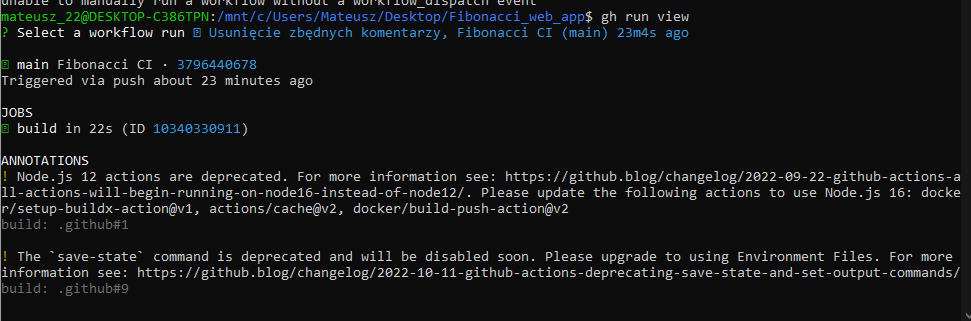 unable to manually run a workflow without a workflow_dispatch event
mateusz_22@DESKTOP-C386TPN:/mnt/c/Users/Mateusz/Desktop/Fibonacci_web_app$ gh run view
? Select a workflow run Usunięcie zbędnych komentarzy, Fibonacci CI (main) 23m4s ago
main Fibonacci CI · 3796440678
Triggered via push about 23 minutes ago
JOBS
build in 22s (ID 10340330911)
ANNOTATIONS
! Node.js 12 actions are deprecated. For more information see: https://github.blog/changelog/2022-09-22-github-actions-a
ll-actions-will-begin-running-on-node16-instead-of-node12/. Please update the following actions to use Node.js 16: docke
r/setup-buildx-action@v1, actions/cache@v2, docker/build-push-action@v2
build: .github#1
! The `save-state` command is deprecated and will be disabled soon. Please upgrade to using Environment Files. For more
information see: https://github.blog/changelog/2022-10-11-github-actions-deprecating-save-state-and-set-output-commands/
build: .github#9